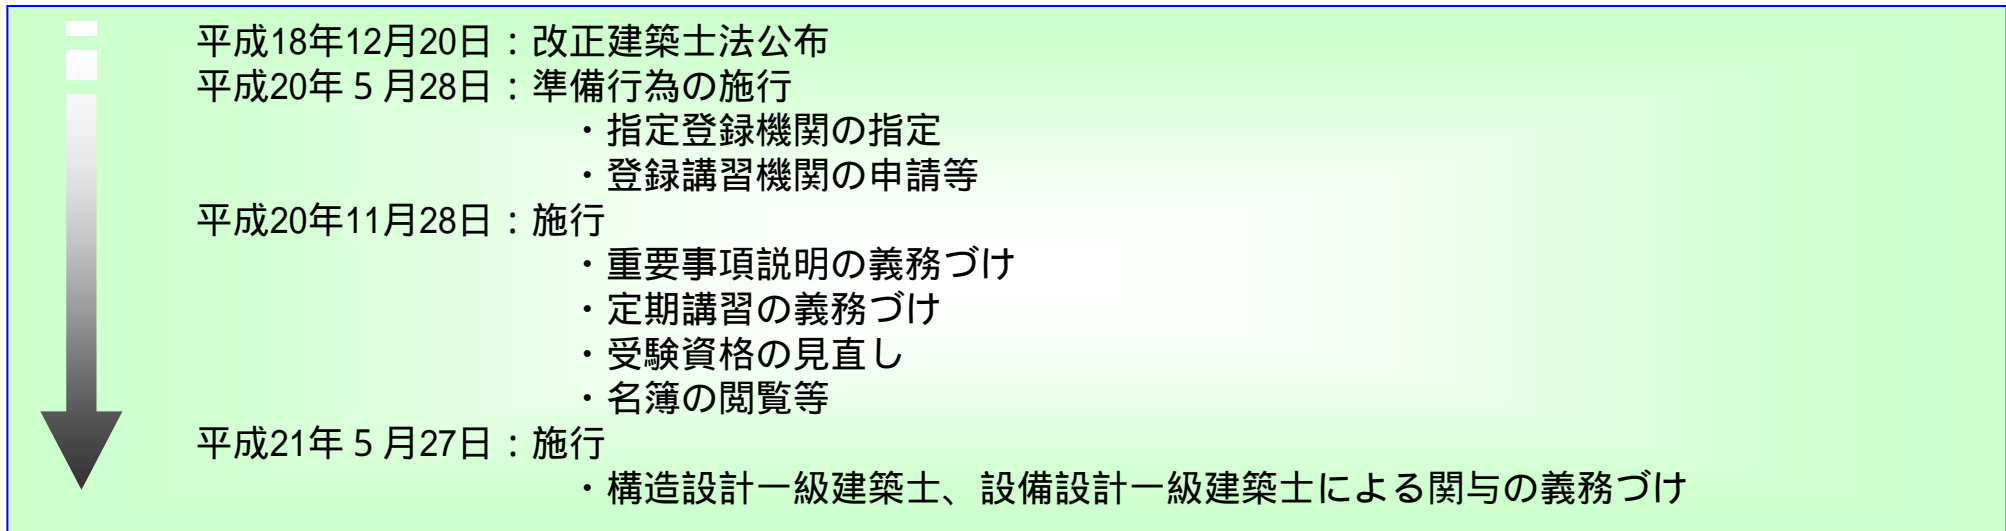 平成18年12月20日：改正建築士法公布
平成20年５月28日：準備行為の施行
・指定登録機関の指定
・登録講習機関の申請等
平成20年11月28日：施行
・重要事項説明の義務づけ
・定期講習の義務づけ
・受験資格の見直し
・名簿の閲覧等
平成21年５月27日：施行
・構造設計一級建築士、設備設計一級建築士による関与の義務づけ